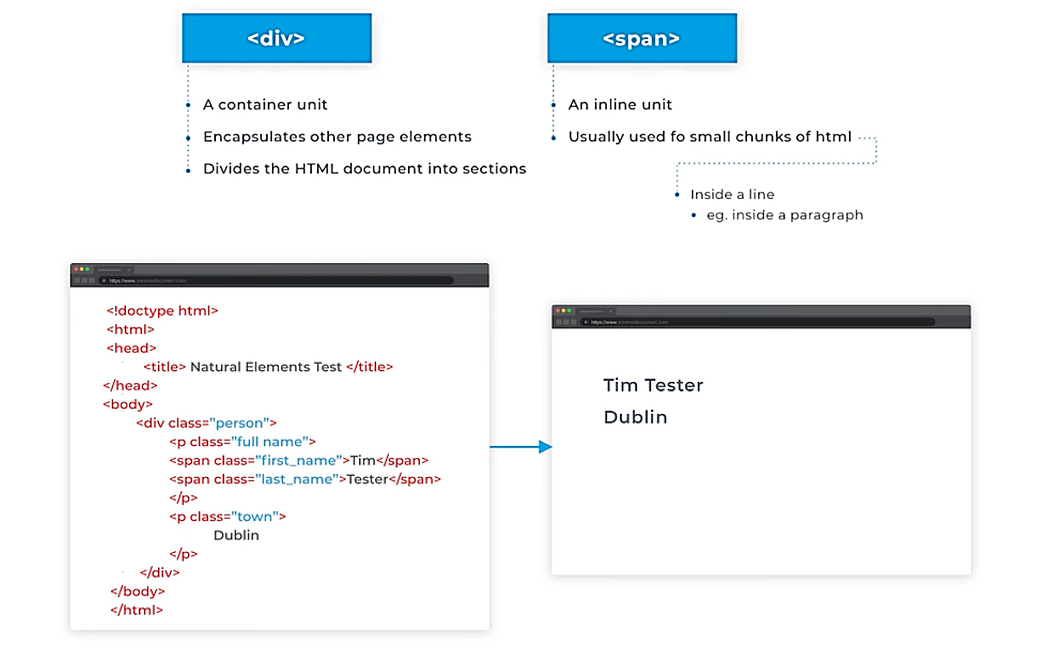 <div>
A container unit
Encapsulates other page elements
Divides the HTML document into sections
<span>
An inline unit
Usually used fo small chunks of html
Inside a line
eg. inside a paragraph
https://www.minimaldocument.com/
<!doctype html>
<html>
<head>
<title> Natural Elements Test </title>
</head>
<body>
<div class="person">
<p class="full name">
<span class="first_name">Tim</span>
<span class="last_name">Tester</span>
</p>
<p class="town">
Dublin
</p>
</div>
</body>
</html>
https://www.minimaldocument.com/
Tim Tester
Dublin